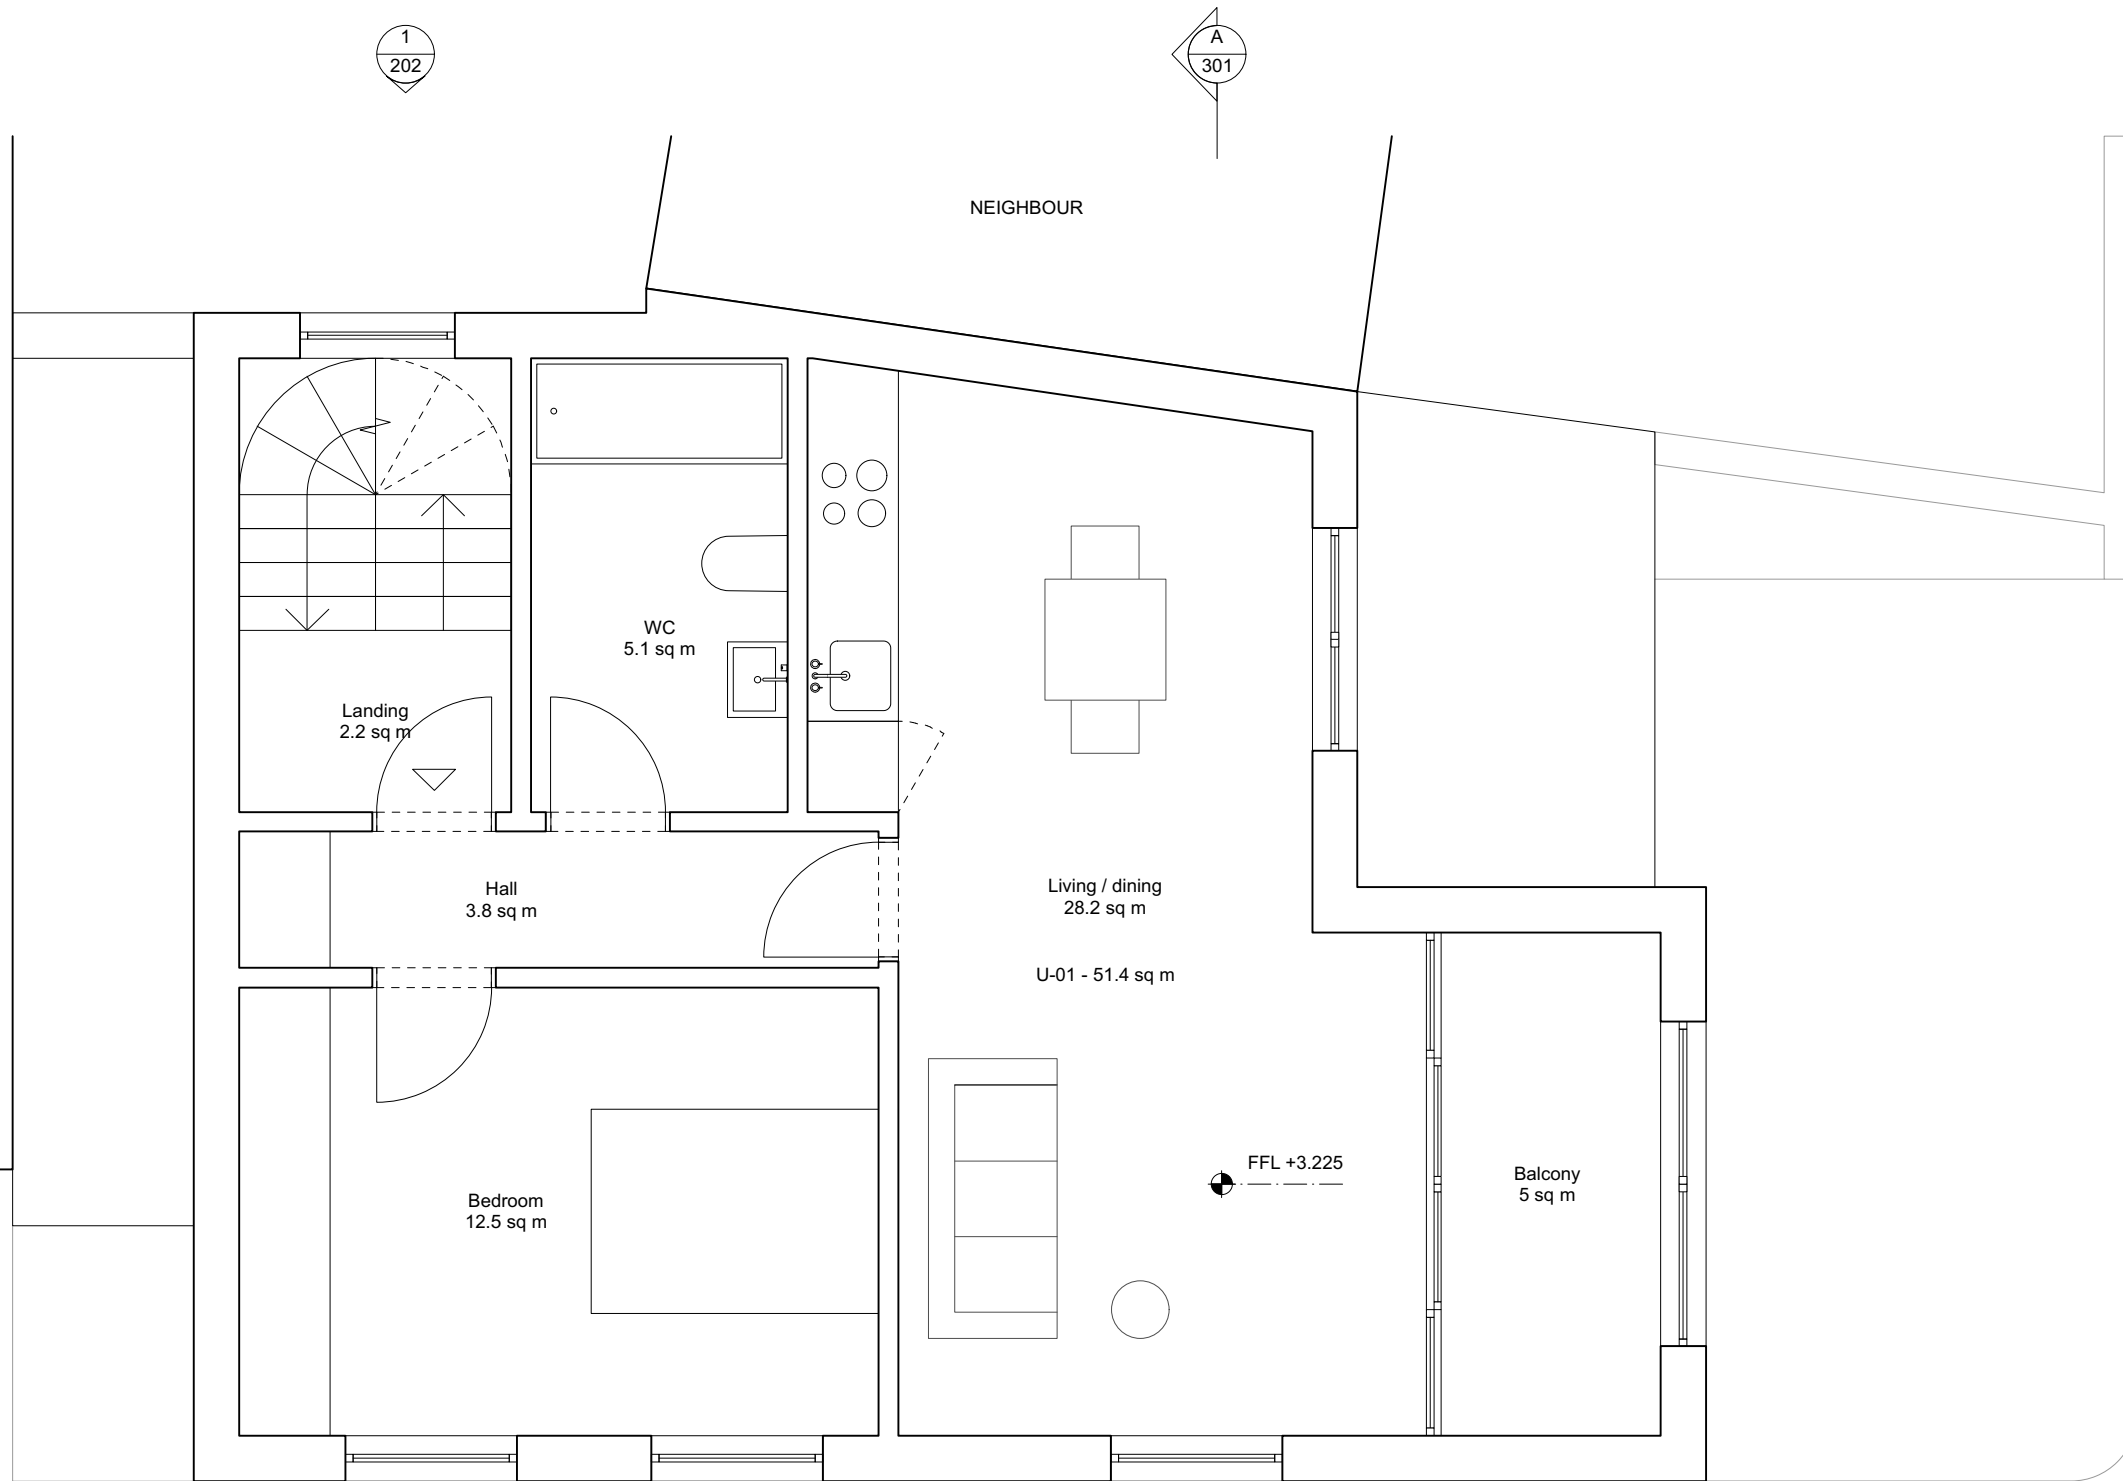 1
202
A
301
NEIGHBOUR
WC
5.1 sq m
Landing
2.2 sq m
Hall
3.8 sq m
Living / dining
28.2 sq m
U-01 - 51.4 sq m
FFL +3.225
Balcony
5 sq m
Bedroom
12.5 sq m